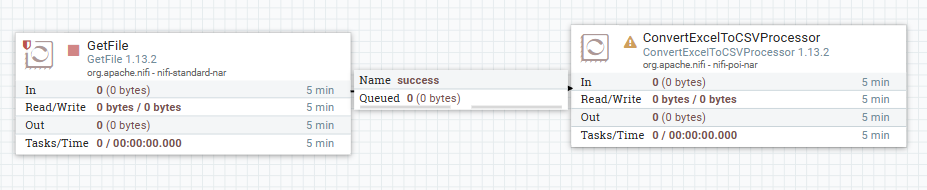 GetFile
GetFile 1.13.2
org.apache.nifi - nifi-standard-nar
In 0 (0 bytes) 5 min
Read/Write 0 bytes / 0 bytes 5 min
Out 0 (0 bytes) 5 min
Tasks/Time 0 / 00:00:00.000 5 min
Name success
Queued 0 (0 bytes)
ConvertExcelToCSVProcessor
ConvertExcelToCSVProcessor 1.13.2
org.apache.nifi - nifi-poi-nar
In 0 (0 bytes) 5 min
Read/Write 0 bytes / 0 bytes 5 min
Out 0 (0 bytes) 5 min
Tasks/Time 0 / 00:00:00.000 5 min